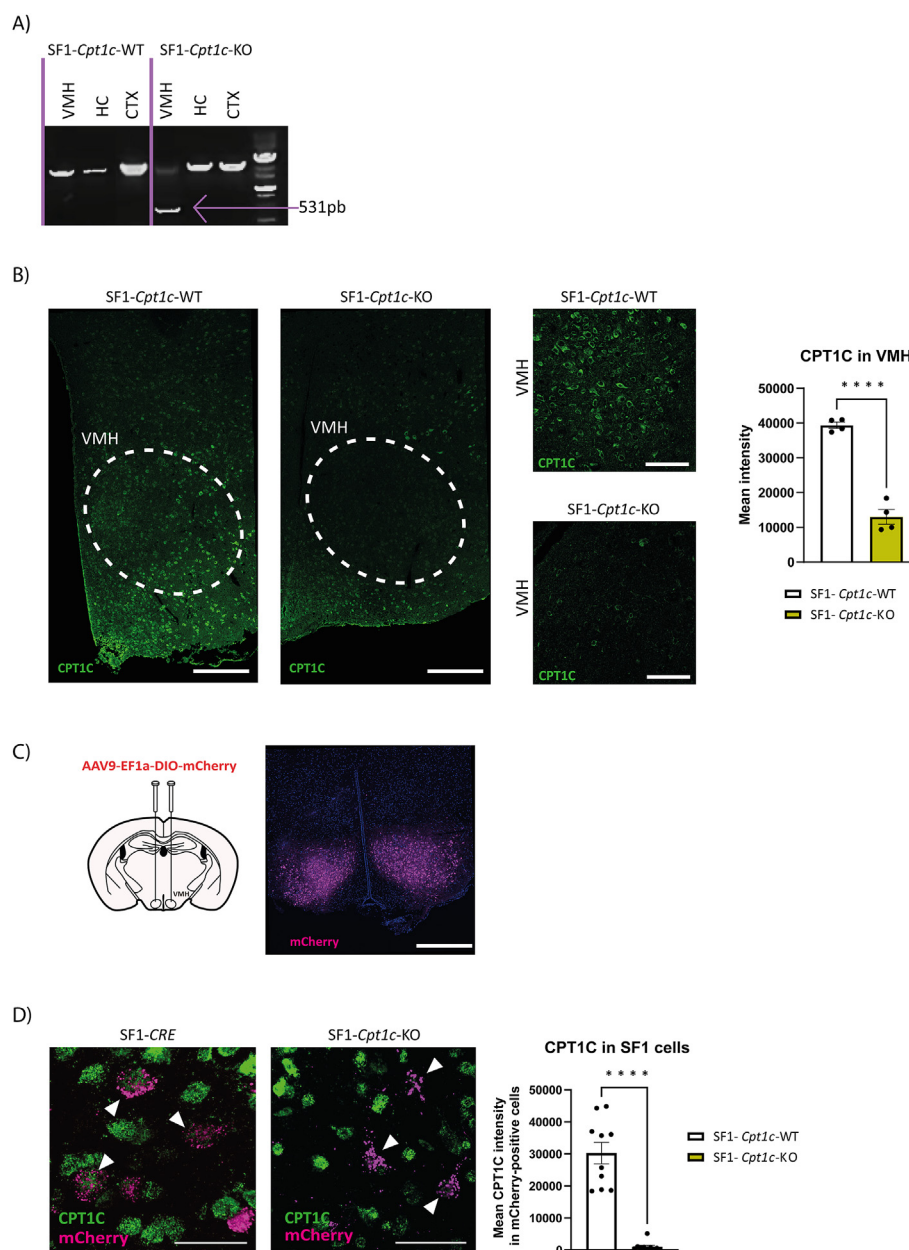 A)
SF1-Cpt1c-WT SF1-Cpt1c-KO
VMH HC CTX VMH HC CTX
531pb
B)
SF1-Cpt1c-WT
VMH
CPT1C
SF1-Cpt1c-KO
VMH
CPT1C
SF1-Cpt1c-WT
VMH
CPT1C
SF1-Cpt1c-KO
VMH
CPT1C
CPT1C in VMH
****
Mean intensity
50000
40000
30000
20000
10000
0
SF1- Cpt1c-WT
SF1- Cpt1c-KO
C)
AAV9-EF1a-DIO-mCherry
VMH
mCherry
D)
SF1-CRE
CPT1C
mCherry
SF1-Cpt1c-KO
CPT1C
mCherry
CPT1C in SF1 cells
****
Mean CPT1C intensity
in mCherry-positive cells
50000
40000
30000
20000
10000
0
SF1- Cpt1c-WT
SF1- Cpt1c-KO